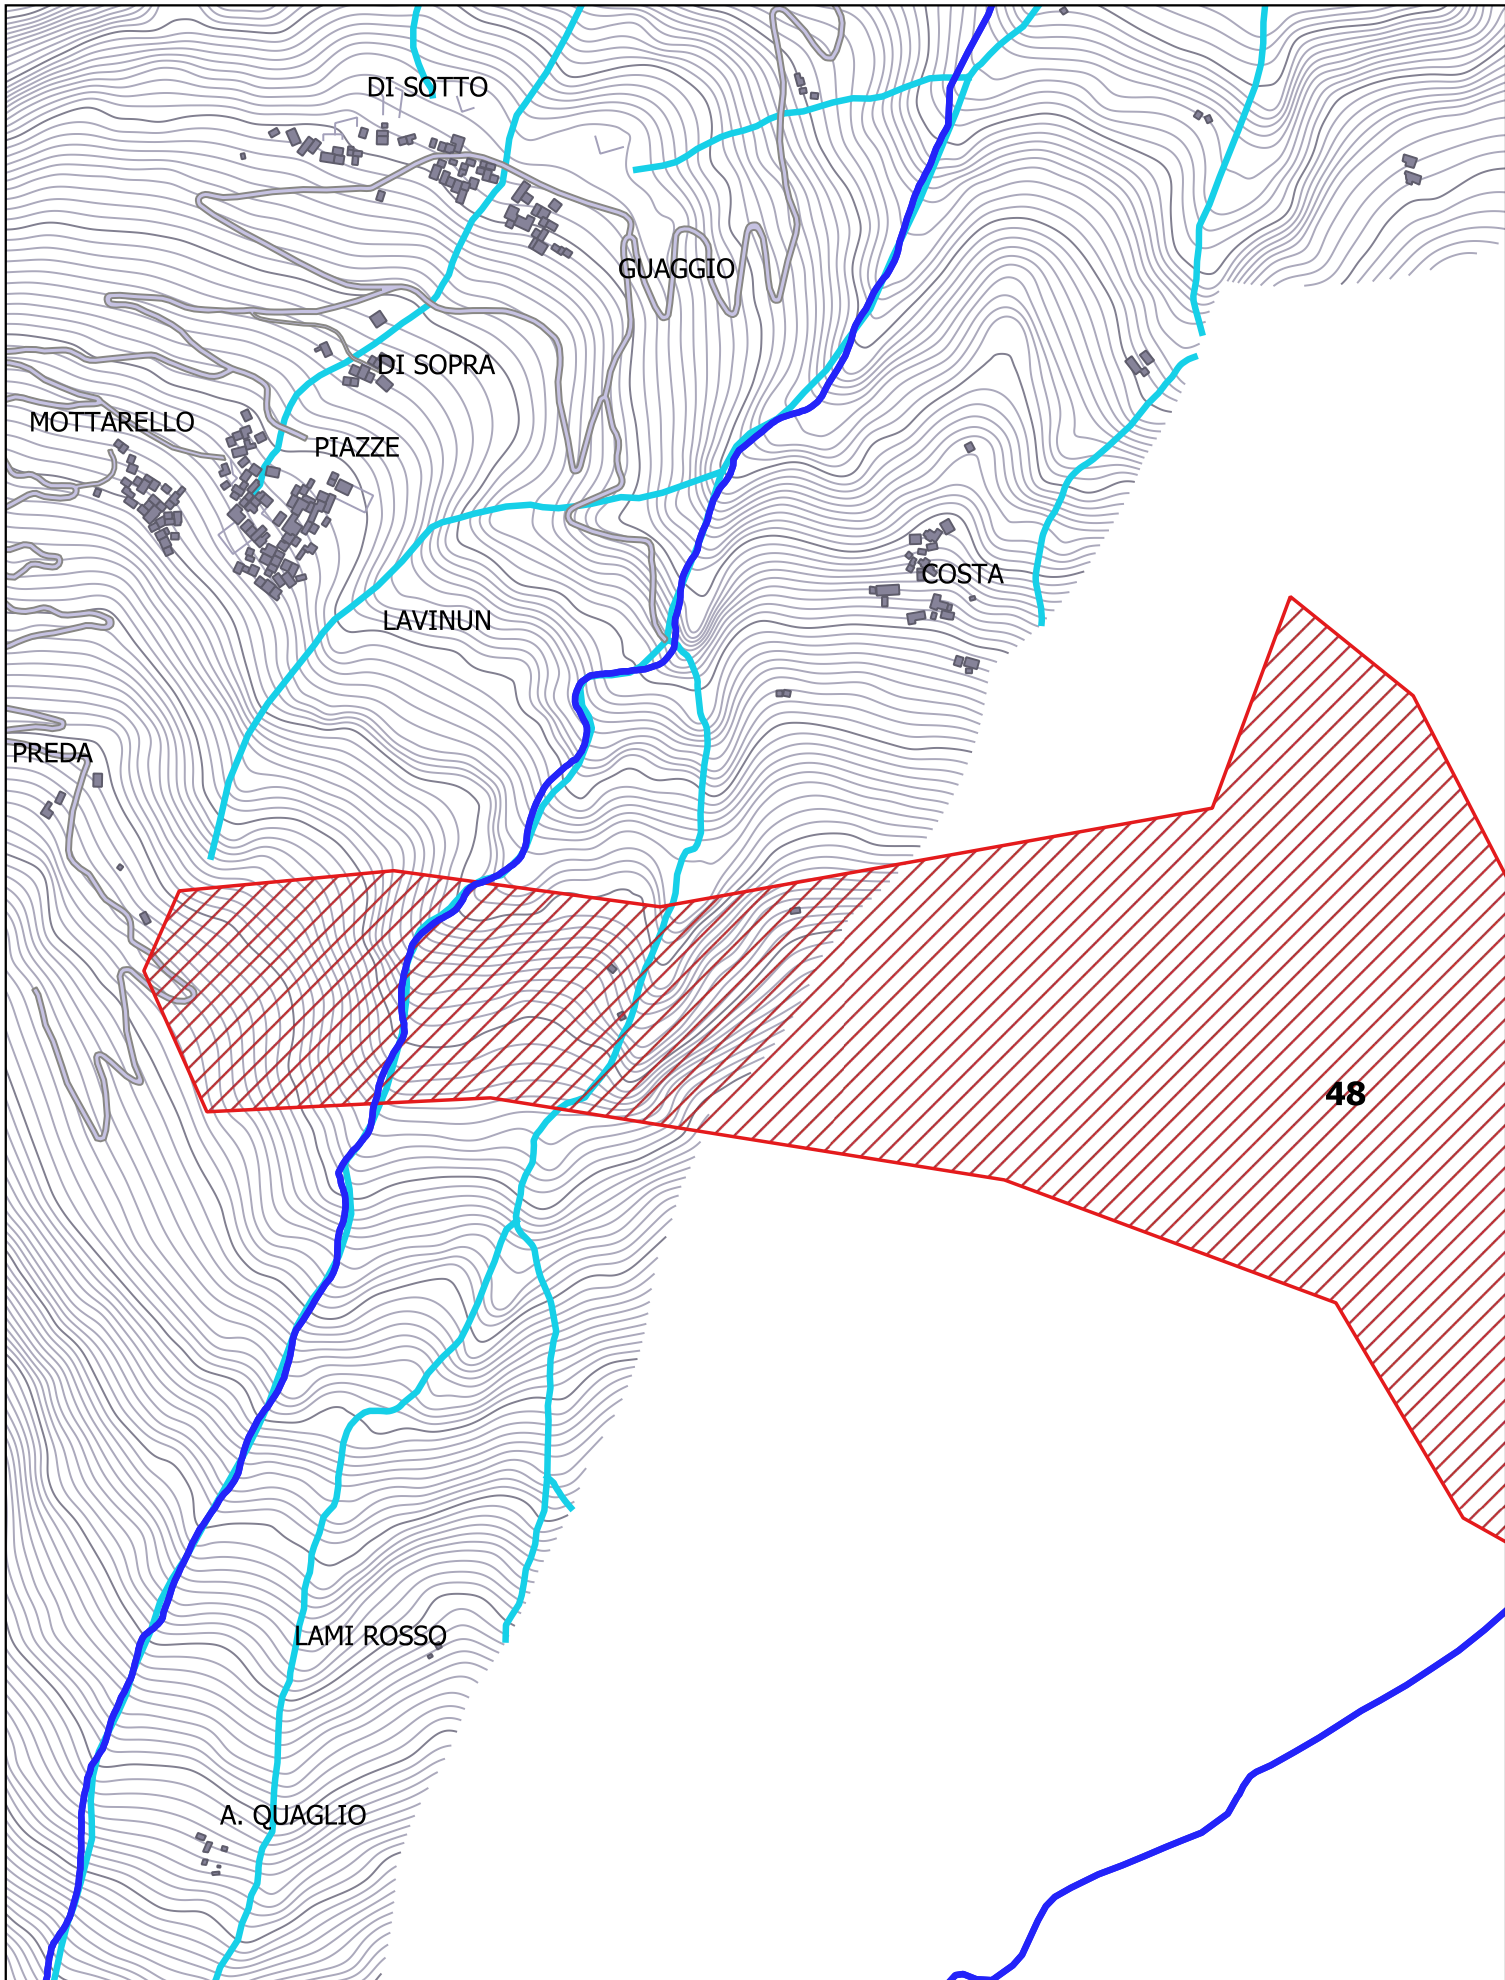 DI SOTTO
GUAGGIO
DI SOPRA
MOTTARELLO
PIAZZE
COSTA
LAVINUN
PREDA
48
LAMI ROSSO
A. QUAGLIO